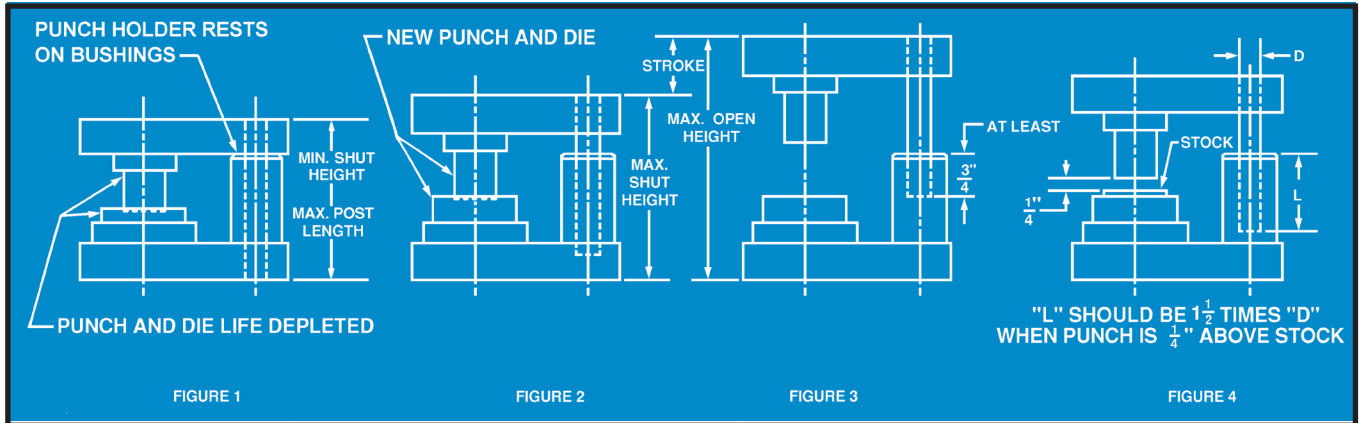 PUNCH HOLDER RESTS
ON BUSHINGS
MIN. SHUT
HEIGHT
MAX. POST
LENGTH
PUNCH AND DIE LIFE DEPLETED
FIGURE 1
NEW PUNCH AND DIE
MAX.
SHUT
HEIGHT
FIGURE 2
STROKE
MAX. OPEN
HEIGHT
AT LEAST
3"/4
FIGURE 3
D
STOCK
1"/4
L
"L" SHOULD BE 1 1/2 TIMES "D"
WHEN PUNCH IS 1/4" ABOVE STOCK
FIGURE 4